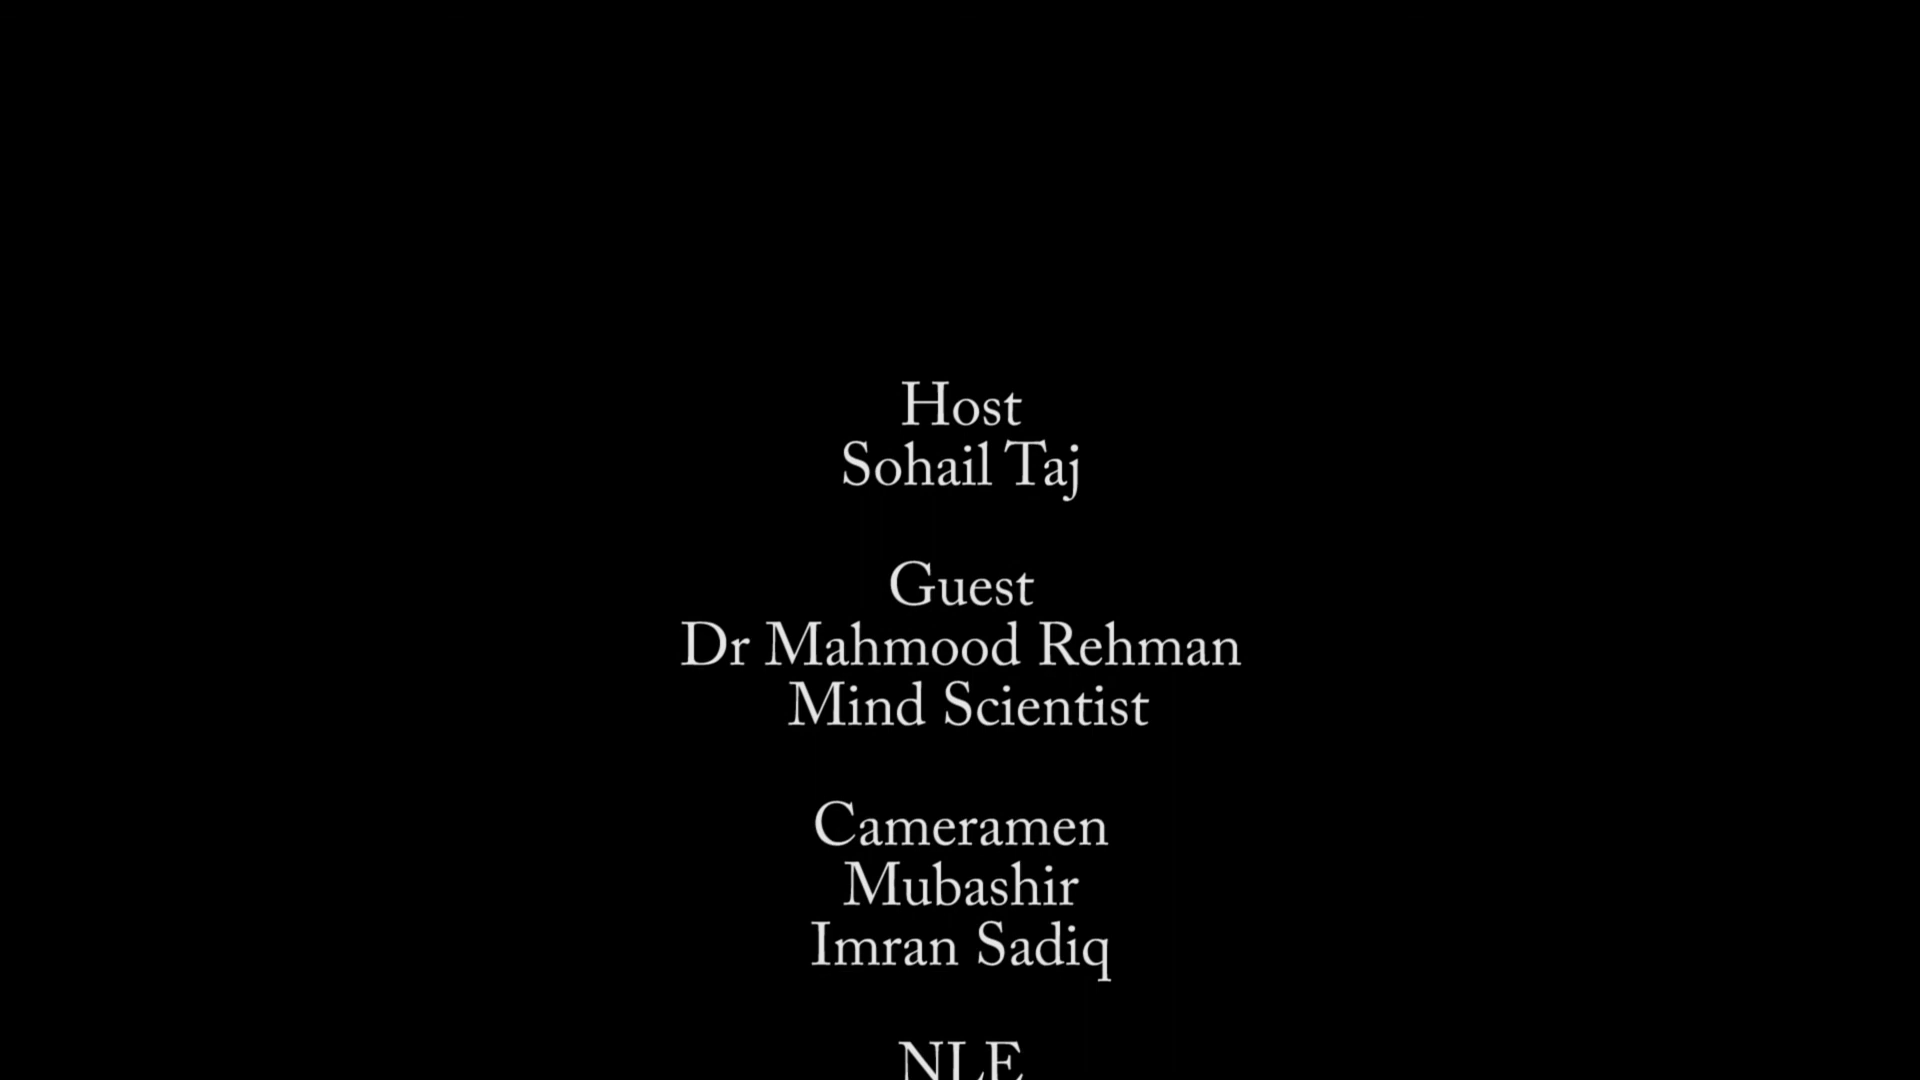 Host
Sohail Taj
Guest
Dr Mahmood Rehman
Mind Scientist
Cameramen
Mubashir
Imran Sadiq
NLE